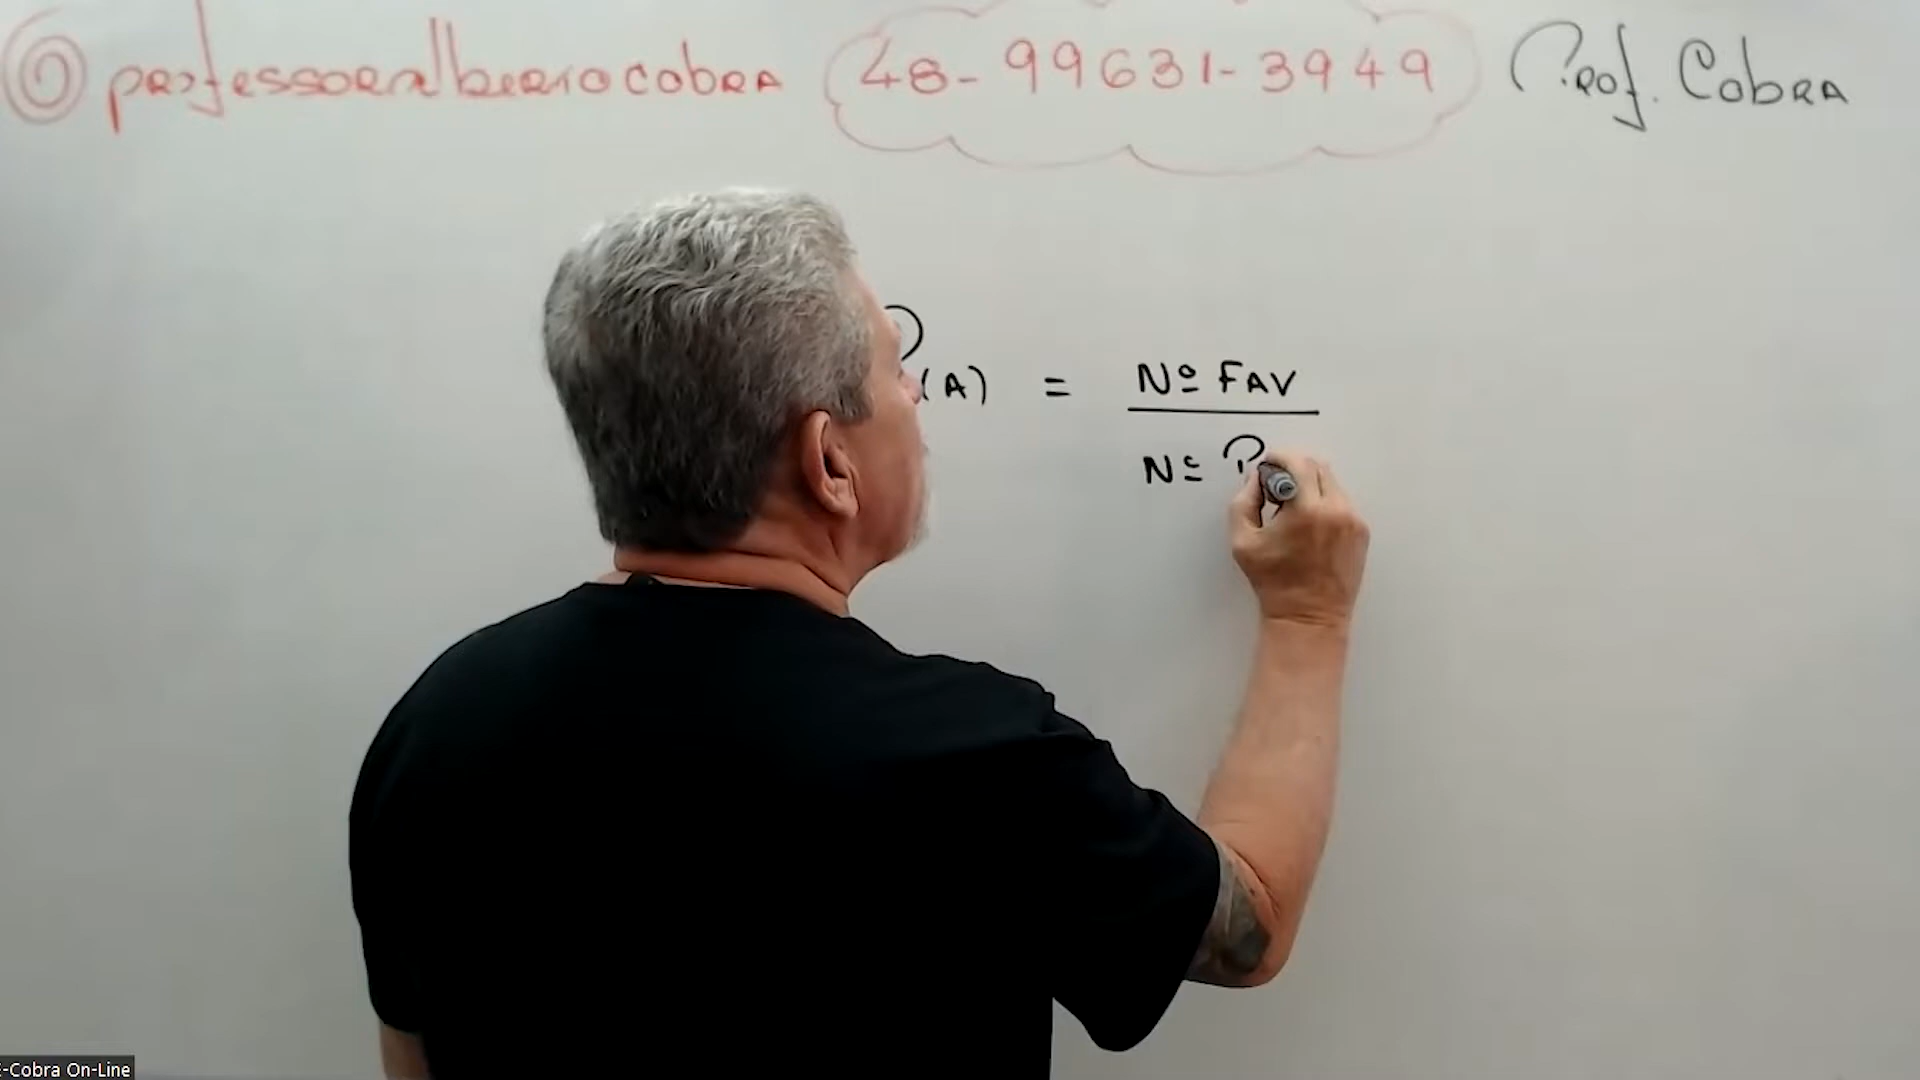 @professoralbertocobra 48-99631-3949 Prof. Cobra
P(A) = Nº FAV
Nº P
E-Cobra On-Line